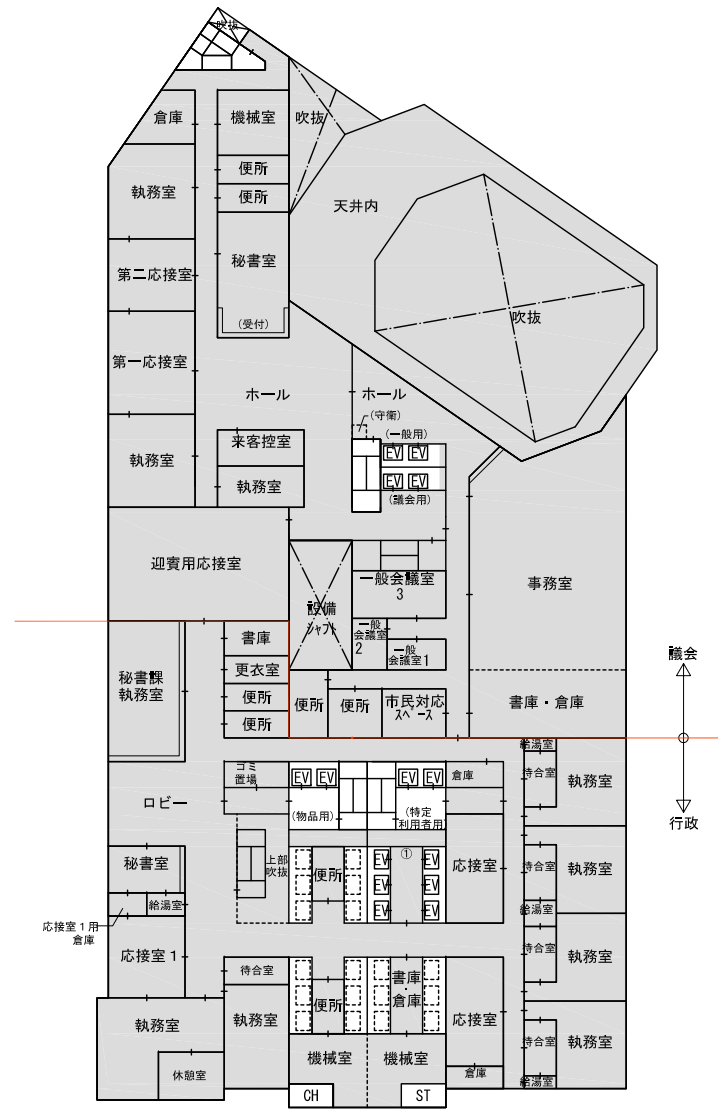 吹抜
倉庫
機械室
吹抜
便所
執務室
便所
天井内
秘書室
第二応接室
吹抜
(受付)
第一応接室
ホール
ホール
(守衛)
(一般用)
来客控室
EV EV
執務室
執務室
EV EV
(議会用)
迎賓用応接室
一般会議室
3
事務室
設備
シャフト
一般
会議室
2
一般
会議室1
書庫
更衣室
秘書課
執務室
便所
便所
便所
便所
市民対応
スペース
書庫・倉庫
議会
行政
給湯室
待合室
執務室
ゴミ
置場
EV EV
EV EV
倉庫
ロビー
(物品用)
(特定
利用者用)
秘書室
上部
吹抜
便所
EV
①
EV
EV
EV
EV
EV
応接室
待合室
執務室
給湯室
給湯室
応接室1用
倉庫
応接室1
待合室
待合室
執務室
書庫
・
倉庫
便所
執務室
執務室
応接室
休憩室
機械室
機械室
待合室
執務室
倉庫
給湯室
CH
ST